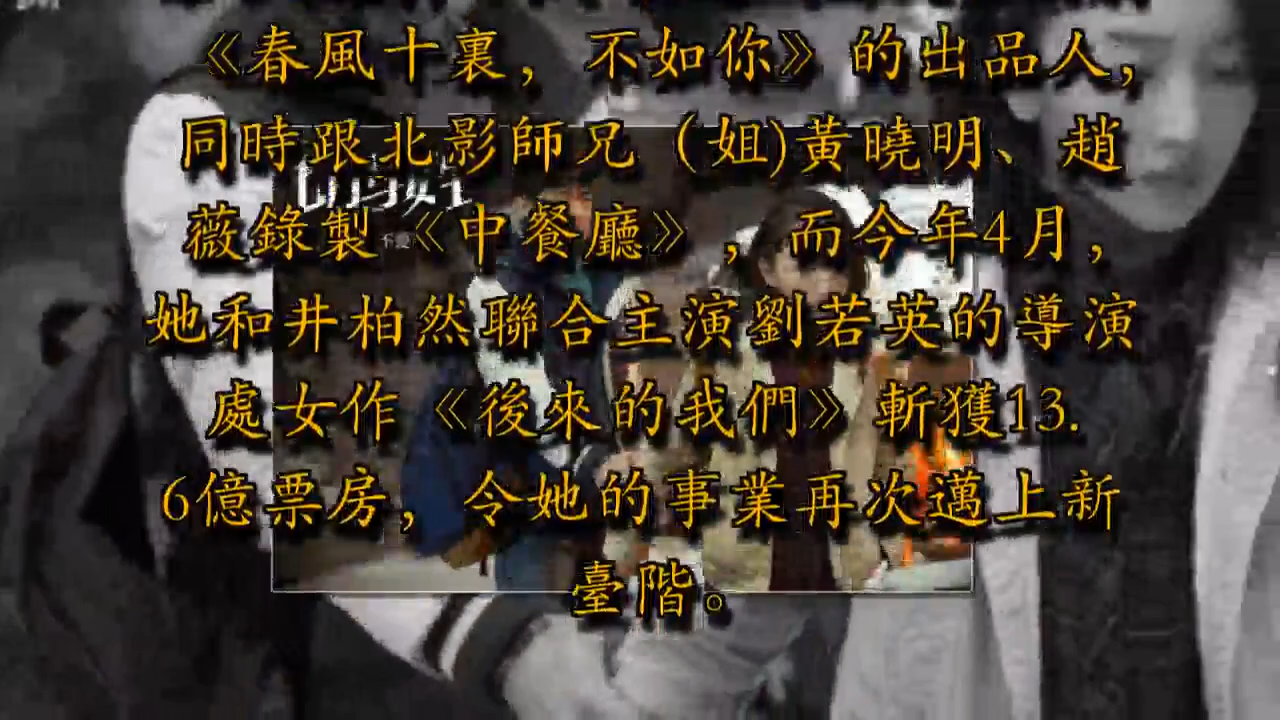 《春風十裏，不如你》的出品人，
同時跟北影師兄（姐)黃曉明、趙
薇錄製《中餐廳》，而今年4月，
她和井柏然聯合主演劉若英的導演
處女作《後來的我們》斬獲13.
6億票房，令她的事業再次邁上新
臺階。